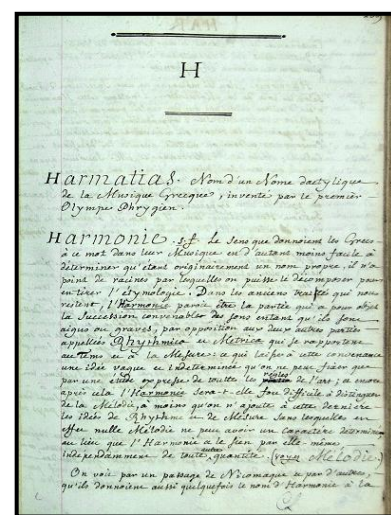 H
Harmatias. Nom d'un Nome dactylique
de la Musique Grecque, inventé par le premier
Olympe Phrygien.
Harmonie. s.f. Le sens que donnoient les Grecs
à ce mot dans leur Musique est d'autant moins facile à
déterminer qu'etant originairement un nom propre, il n'a
point de racines par lesquelles on puisse le décomposer pour
en tirer l'étymologie. Dans les anciens traités qui nous
restent, l'Harmonie paroit être la partie qui a pour objet
la succession convenable des sons entant qu'ils sont
aigus ou graves, par opposition aux deux autres parties
appellées Rhythmica et Metrica qui se rapportent
au tems et à la Mesure: ce qui laisse à cette convenance
une idée vague et indeterminée qu'on ne peut fixer que
par une étude expresse de toutes les règles de l'art; et encore
après cela l'Harmonie sera-t-elle fort difficile à distinguer
de la Mélodie, à moins qu'on n'ajoute à cette dernière
les idées de Rhythme et de Mesure sans lesquelles en
effet nulle Mélodie ne peut avoir un caractère déterminé
au lieu que l'Harmonie a le sien par elle-même
independamment de toute autre quantité. (voyez Mélodie.)
On voit par un passage de Nicomaque et par d'autres
qu'ils donnoient aussi quelquefois le nom d'Harmonie à la